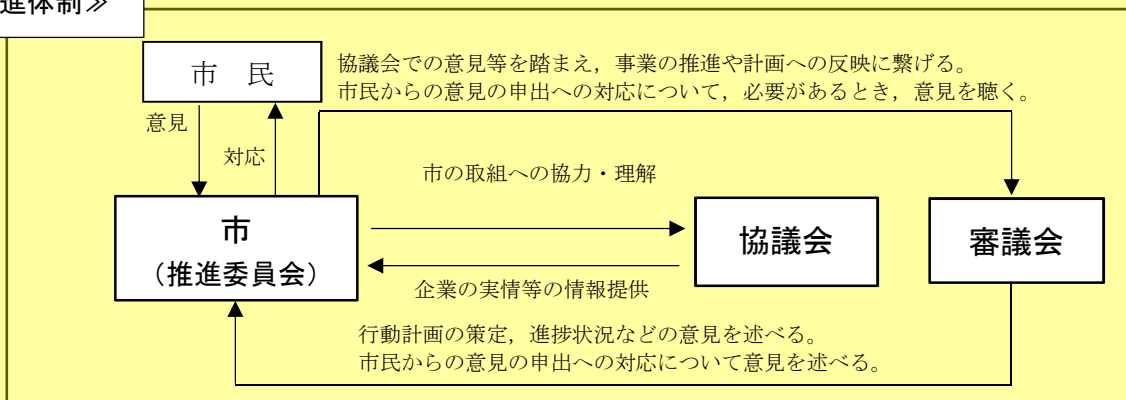 進体制≫
市　民
協議会での意見等を踏まえ，事業の推進や計画への反映に繋げる。
市民からの意見の申出への対応について，必要があるとき，意見を聴く。
意見
対応
市の取組への協力・理解
市
（推進委員会）
協議会
審議会
企業の実情等の情報提供
行動計画の策定，進捗状況などの意見を述べる。
市民からの意見の申出への対応について意見を述べる。